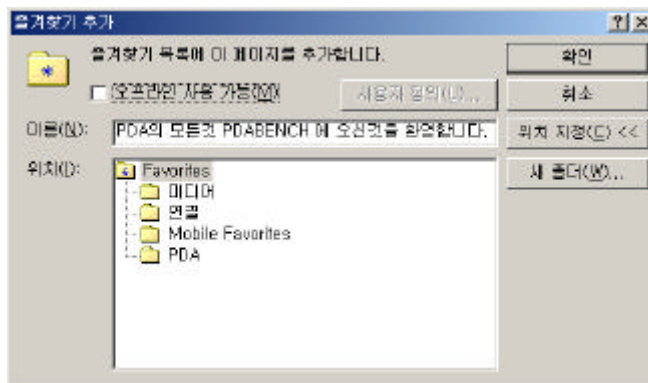 즐겨찾기 추가
즐겨찾기 목록에 이 페이지를 추가합니다.
확인
오프라인 사용 가능(M)
사용자 정의(U)...
취소
이름(N):
PDA의 모든것 PDABENCH 에 오신것을 환영합니다.
위치 지정(C) <<
위치(I):
Favorites
새 폴더(W)...
미디어
연결
Mobile Favorites
PDA